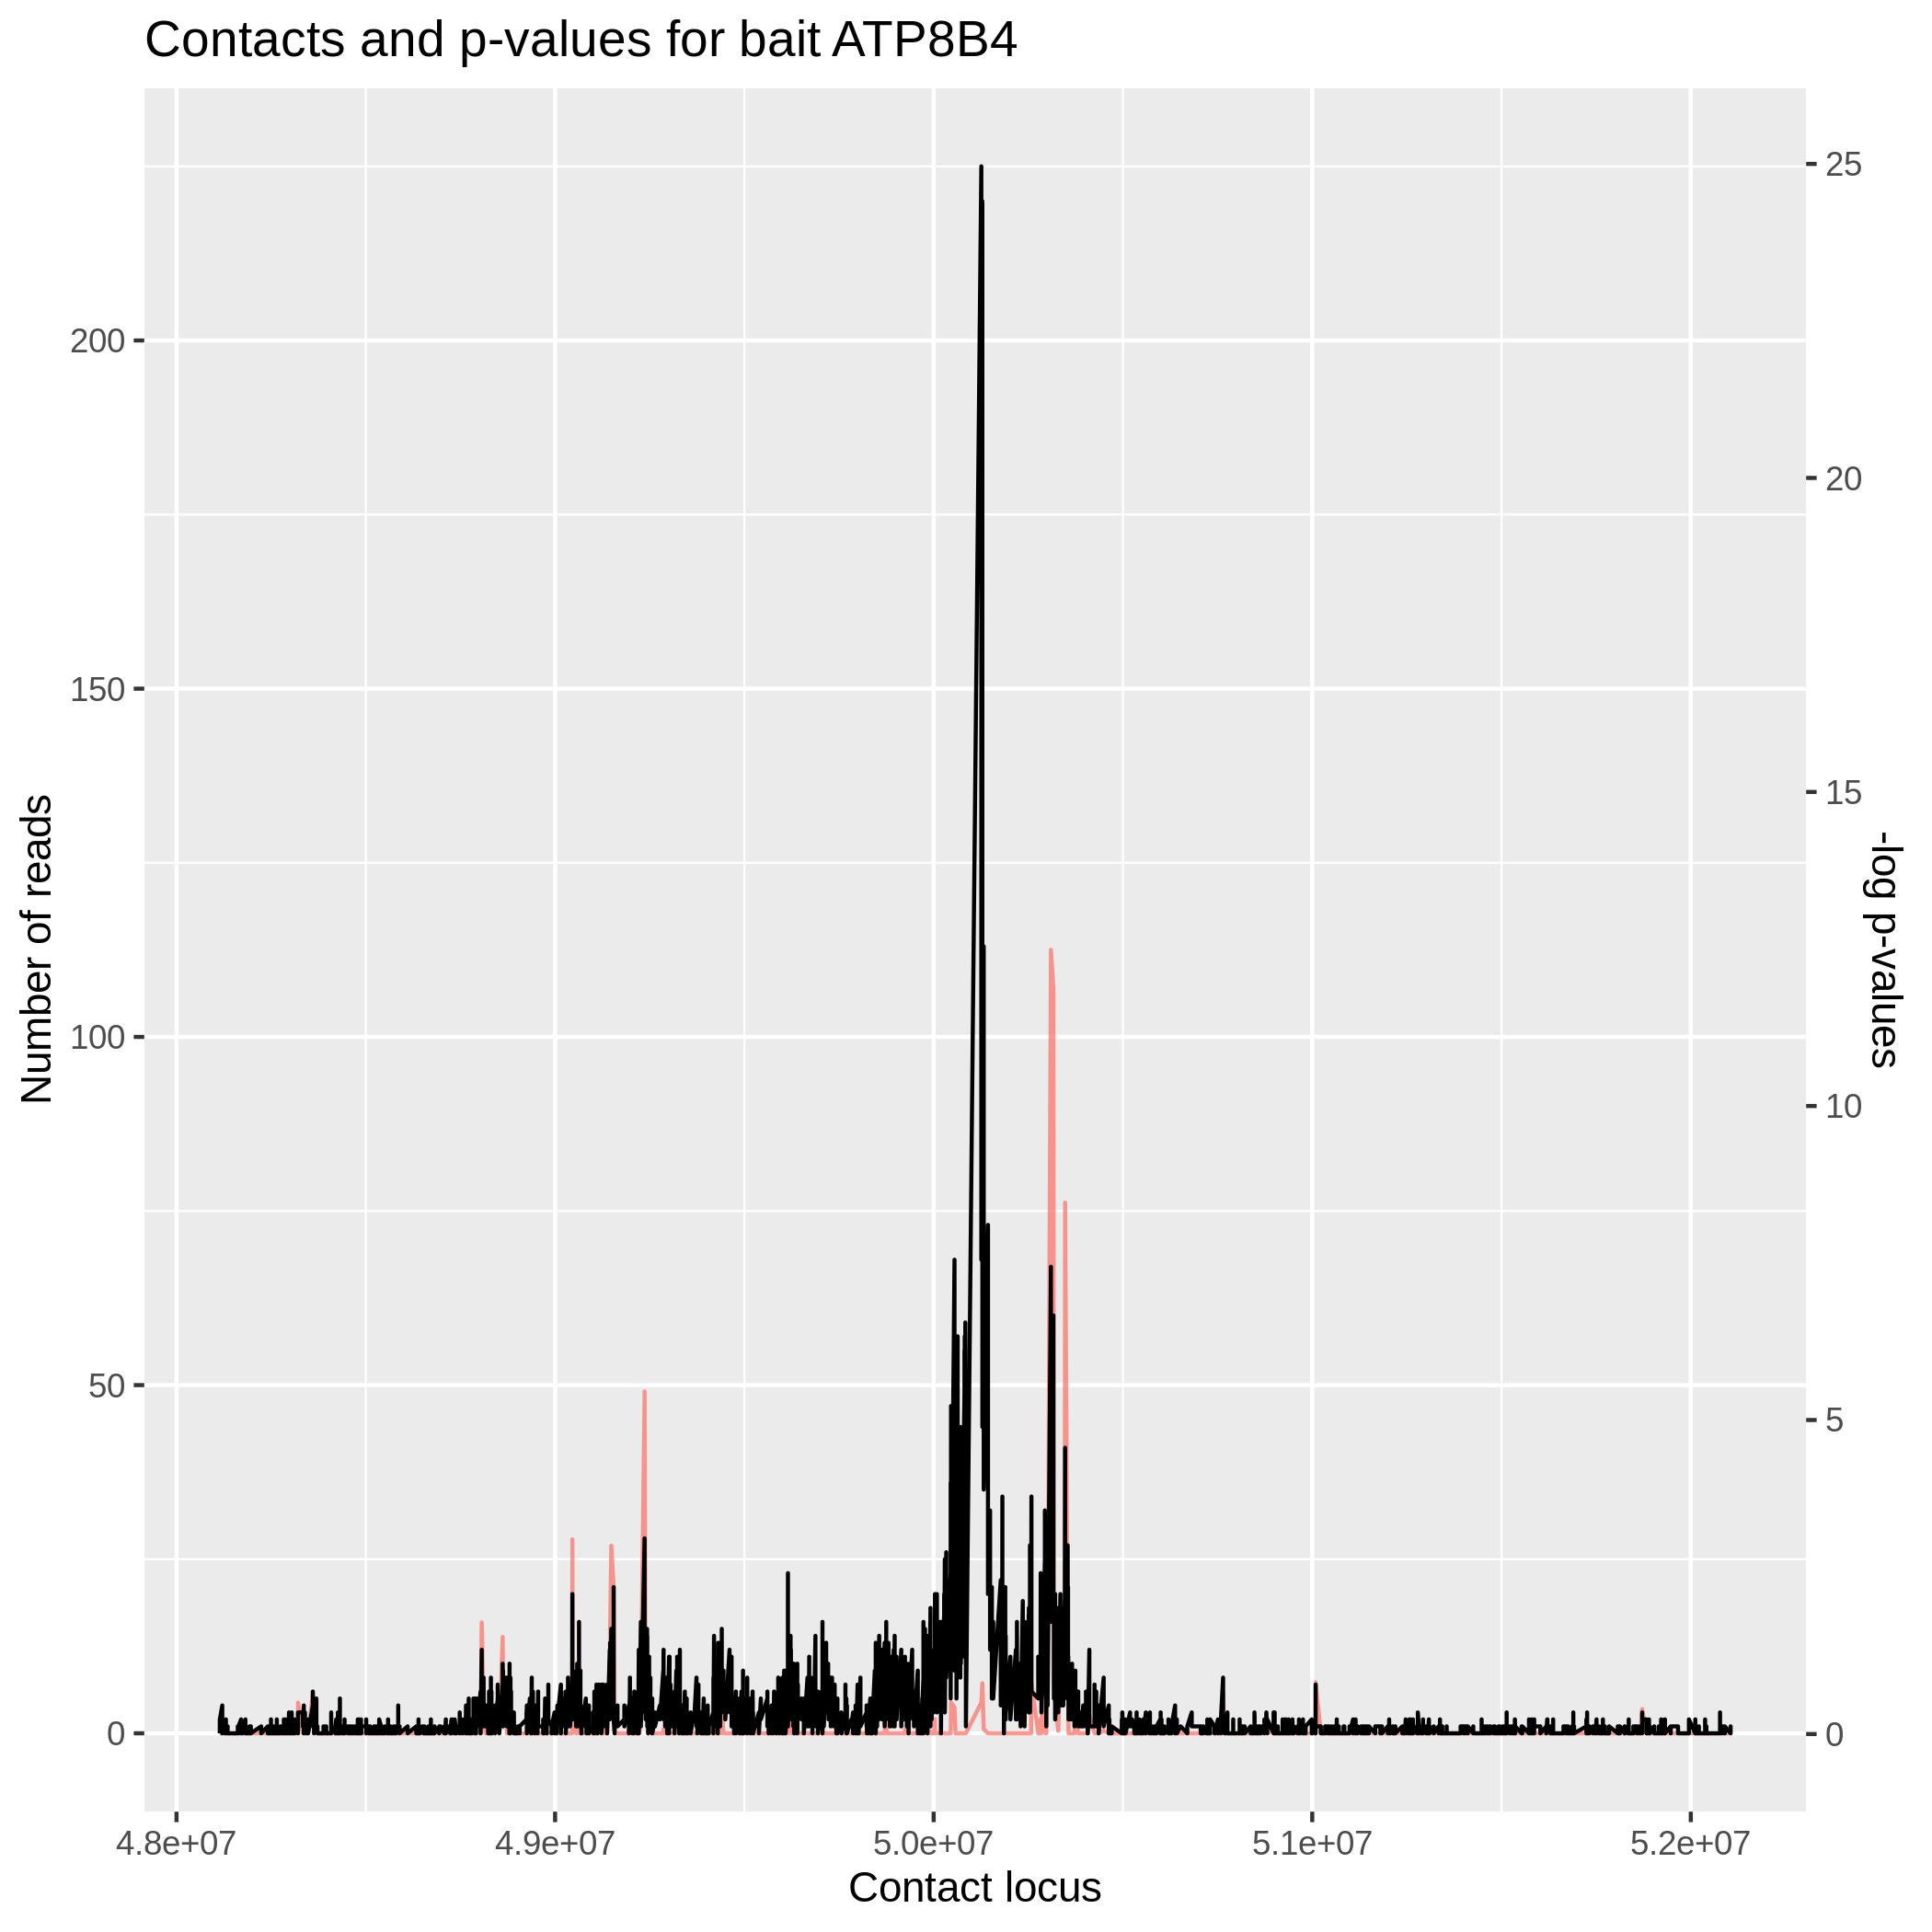 Contacts and p-values for bait ATP8B4
Number of reads
200
150
100
50
0
25
20
15
10
5
0
-log p-values
4.8e+07 4.9e+07 5.0e+07 5.1e+07 5.2e+07
Contact locus